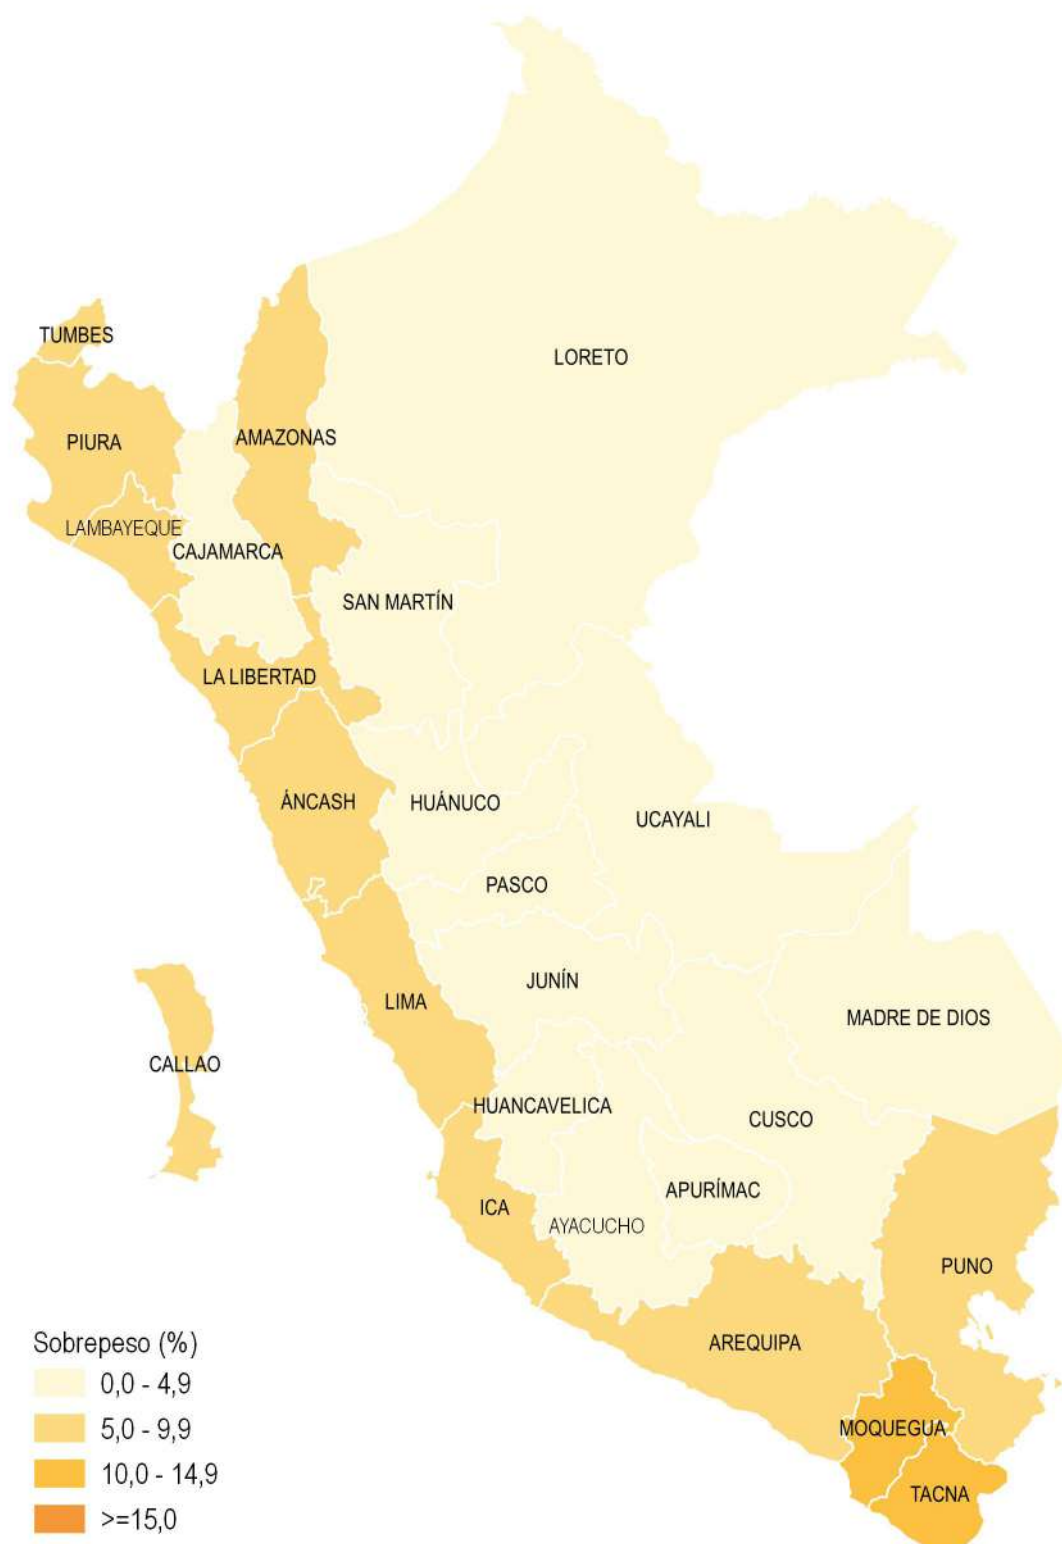 TUMBES
LORETO
PIURA
AMAZONAS
LAMBAYEQUE
CAJAMARCA
SAN MARTÍN
LA LIBERTAD
ÁNCASH
HUÁNUCO
UCAYALI
PASCO
JUNÍN
LIMA
MADRE DE DIOS
CALLAO
HUANCAVELICA
CUSCO
APURÍMAC
ICA
AYACUCHO
PUNO
AREQUIPA
MOQUEGUA
TACNA
Sobrepeso (%)
0,0 - 4,9
5,0 - 9,9
10,0 - 14,9
>=15,0